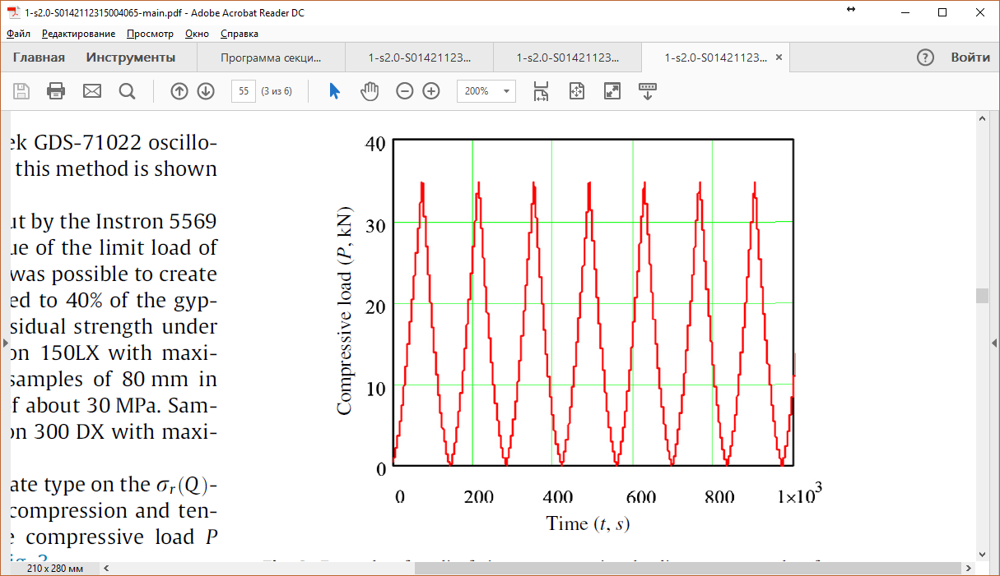 1-s2.0-S0142112315004065-main.pdf - Adobe Acrobat Reader DC
Файл Редактирование Просмотр Окно Справка
Главная Инструменты Программа секци... 1-s2.0-S01421123... 1-s2.0-S01421123... 1-s2.0-S01421123... × ? Войти
55 (3 из 6) 200%
ek GDS-71022 oscillo-
this method is shown
ut by the Instron 5569
ue of the limit load of
was possible to create
ed to 40% of the gyp-
sidual strength under
on 150LX with maxi-
samples of 80 mm in
f about 30 MPa. Sam-
on 300 DX with maxi-
ate type on the σr(Q)-
compression and ten-
e compressive load P
40
30
20
10
0
Compressive load (P, kN)
0 200 400 600 800 1×10³
Time (t, s)
210 x 280 мм